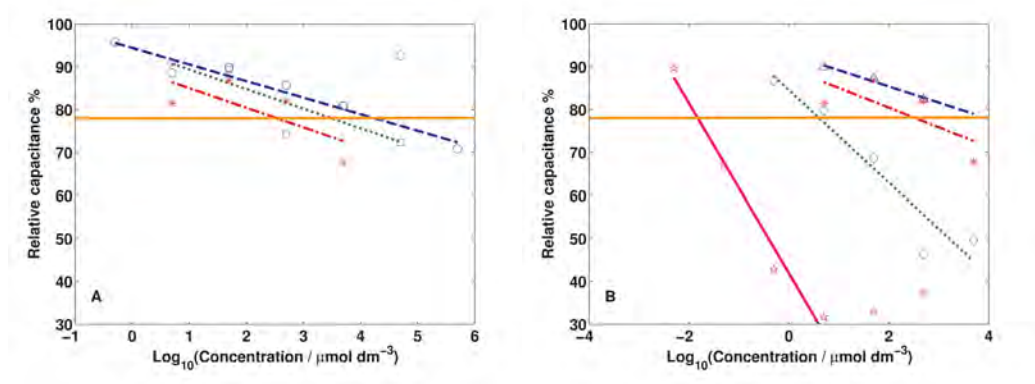 100
90
80
70
60
50
40
30
Relative capacitance %
A
-1 0 1 2 3 4 5 6
Log10(Concentration / μmol dm⁻³)
100
90
80
70
60
50
40
30
Relative capacitance %
B
-4 -2 0 2 4
Log10(Concentration / μmol dm⁻³)